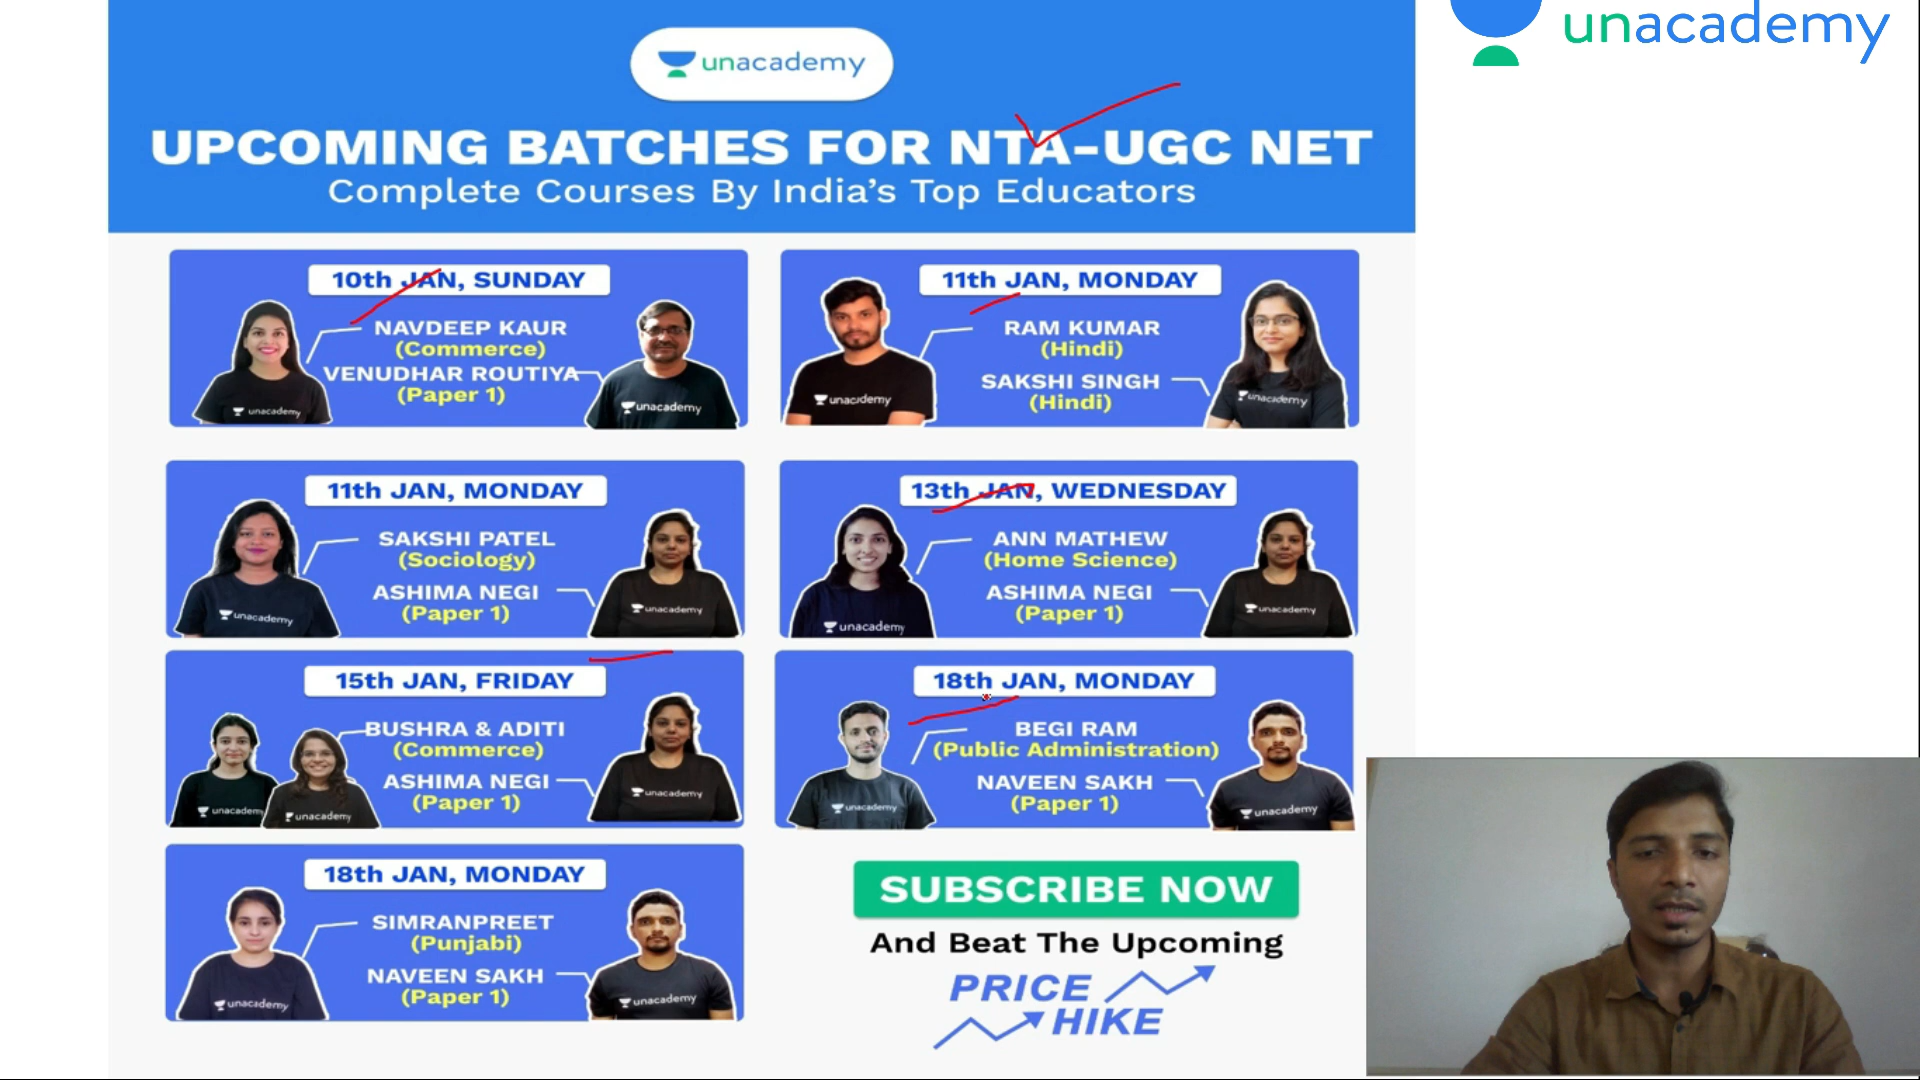 unacademy
unacademy
UPCOMING BATCHES FOR NTA-UGC NET
Complete Courses By India's Top Educators
10th JAN, SUNDAY
NAVDEEP KAUR
(Commerce)
VENUDHAR ROUTIYA
(Paper 1)
unacademy
unacademy
11th JAN, MONDAY
RAM KUMAR
(Hindi)
SAKSHI SINGH
(Hindi)
unacademy
unacademy
11th JAN, MONDAY
SAKSHI PATEL
(Sociology)
ASHIMA NEGI
(Paper 1)
unacademy
unacademy
13th JAN, WEDNESDAY
ANN MATHEW
(Home Science)
ASHIMA NEGI
(Paper 1)
unacademy
unacademy
15th JAN, FRIDAY
BUSHRA & ADITI
(Commerce)
ASHIMA NEGI
(Paper 1)
unacademy
unacademy
unacademy
18th JAN, MONDAY
BEGI RAM
(Public Administration)
NAVEEN SAKH
(Paper 1)
unacademy
unacademy
18th JAN, MONDAY
SIMRANPREET
(Punjabi)
NAVEEN SAKH
(Paper 1)
unacademy
unacademy
SUBSCRIBE NOW
And Beat The Upcoming
PRICE
HIKE